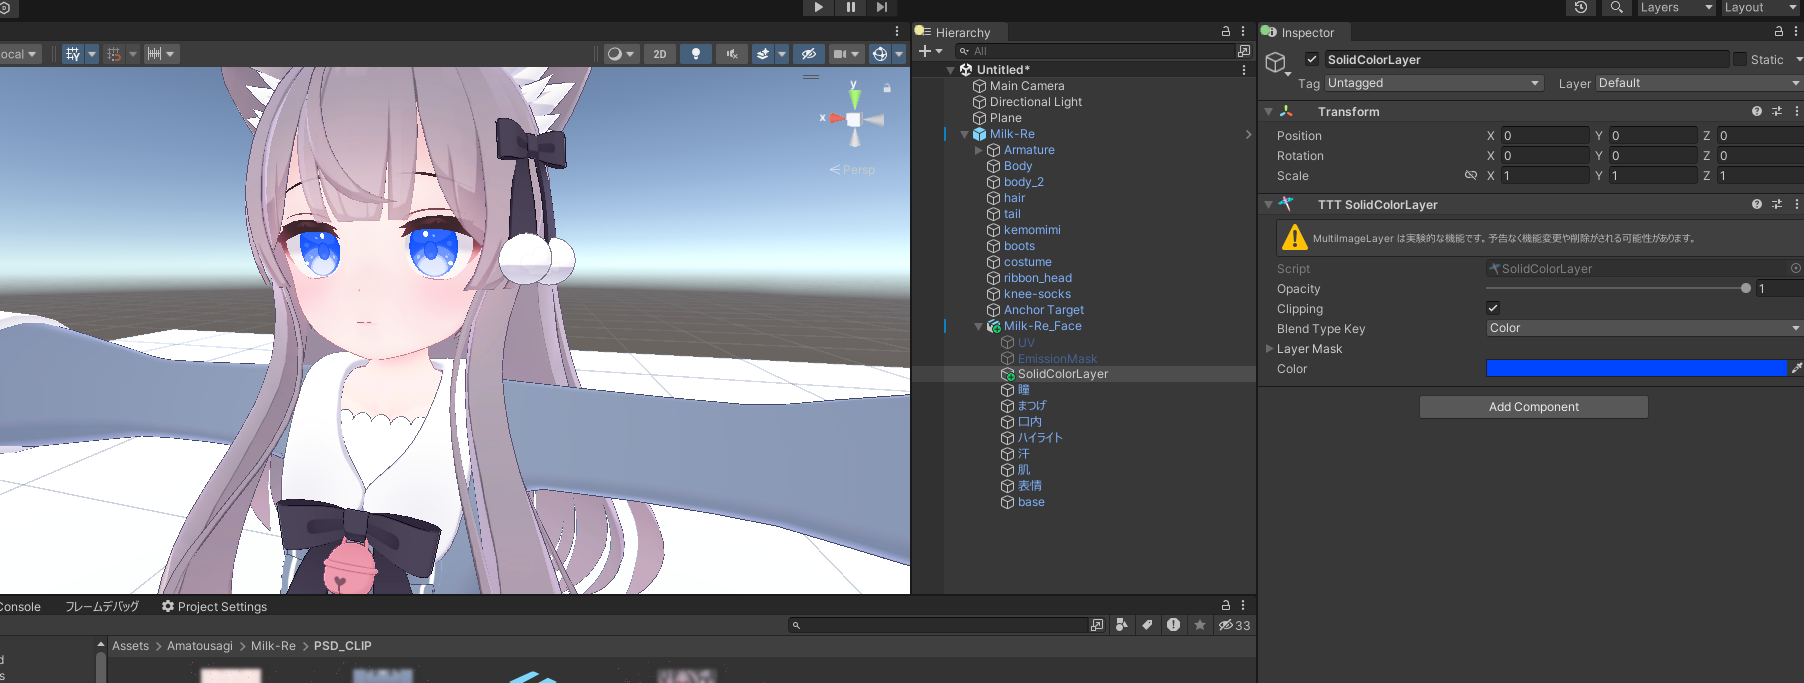 Layers
Layout
ocal
2D
y
x
Persp
Hierarchy
All
Untitled*
Main Camera
Directional Light
Plane
Milk-Re
Armature
Body
body_2
hair
tail
kemomimi
boots
costume
ribbon_head
knee-socks
Anchor Target
Milk-Re_Face
UV
EmissionMask
SolidColorLayer
瞳
まつげ
口内
ハイライト
汗
肌
表情
base
Inspector
SolidColorLayer
Static
Tag Untagged
Layer Default
Transform
Position X 0 Y 0 Z 0
Rotation X 0 Y 0 Z 0
Scale X 1 Y 1 Z 1
TTT SolidColorLayer
MultiImageLayer は実験的な機能です。予告なく機能変更や削除がされる可能性があります。
Script SolidColorLayer
Opacity 1
Clipping
Blend Type Key Color
Layer Mask
Color
Add Component
Console フレームデバッグ Project Settings
33
Assets > Amatousagi > Milk-Re > PSD_CLIP
d
s